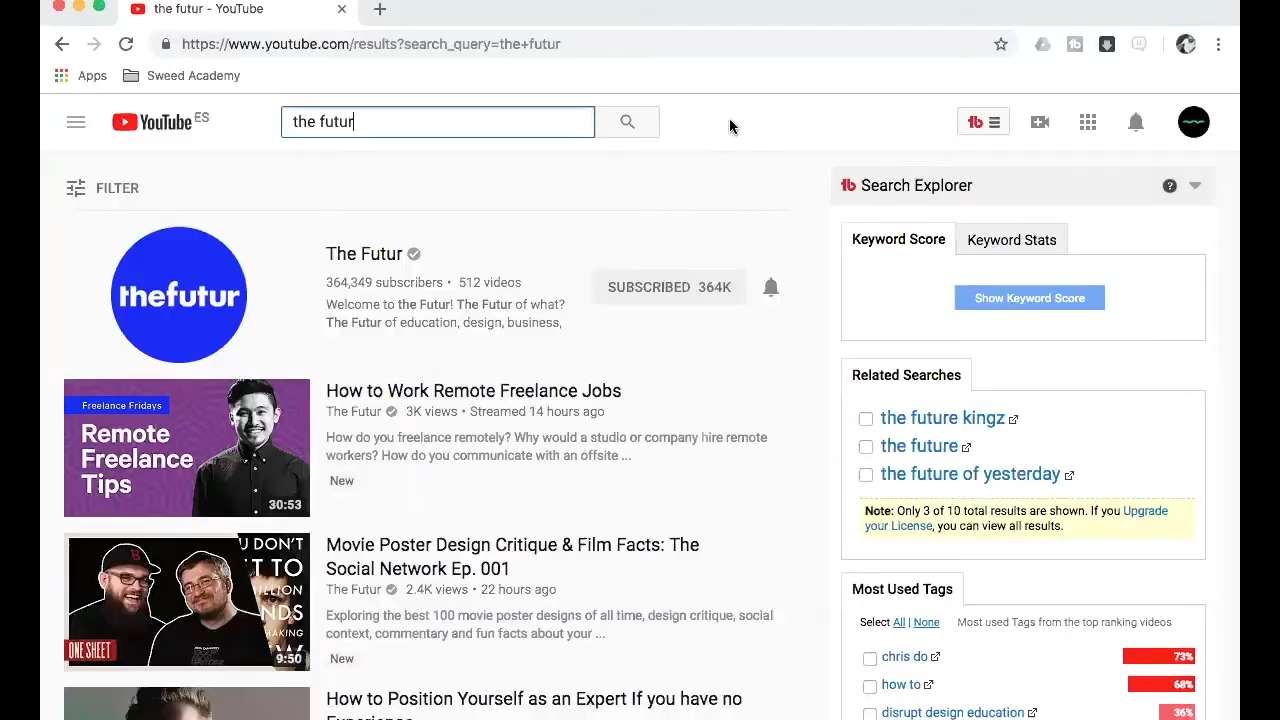 the futur - YouTube
https://www.youtube.com/results?search_query=the+futur
Apps
Sweed Academy
YouTube ES
the futur
FILTER
thefutur
The Futur
364,349 subscribers • 512 videos
Welcome to the Futur! The Futur of what?
The Futur of education, design, business,
SUBSCRIBED 364K
Freelance Fridays
Remote
Freelance
Tips
30:53
How to Work Remote Freelance Jobs
The Futur 3K views • Streamed 14 hours ago
How do you freelance remotely? Why would a studio or company hire remote
workers? How do you communicate with an offsite ...
New
U DON'T
T TO
ILLION
NDS
MAKING
ONE SHEET
9:50
Movie Poster Design Critique & Film Facts: The
Social Network Ep. 001
The Futur 2.4K views • 22 hours ago
Exploring the best 100 movie poster designs of all time, design critique, social
context, commentary and fun facts about your ...
New
How to Position Yourself as an Expert If you have no
tb
tb Search Explorer
Keyword Score
Keyword Stats
Show Keyword Score
Related Searches
the future kingz
the future
the future of yesterday
Note: Only 3 of 10 total results are shown. If you Upgrade
your License, you can view all results.
Most Used Tags
Select All | None Most used Tags from the top ranking videos
chris do 73%
how to 68%
disrupt design education 36%